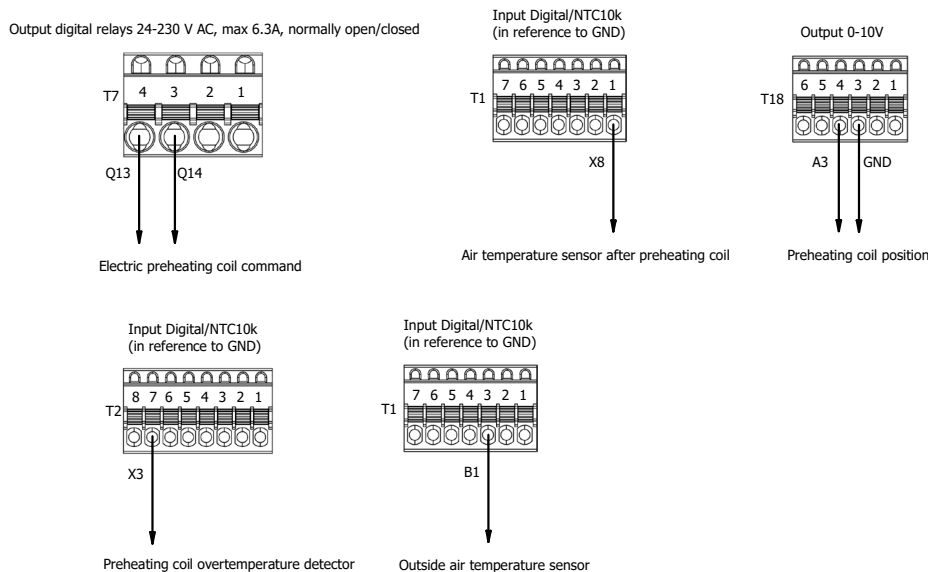 Output digital relays 24-230 V AC, max 6.3A, normally open/closed
T7
4 3 2 1
Q13
Q14
Electric preheating coil command
Input Digital/NTC10k
(in reference to GND)
T1
7 6 5 4 3 2 1
X8
Air temperature sensor after preheating coil
Output 0-10V
T18
6 5 4 3 2 1
A3
GND
Preheating coil position
Input Digital/NTC10k
(in reference to GND)
T2
8 7 6 5 4 3 2 1
X3
Preheating coil overtemperature detector
Input Digital/NTC10k
(in reference to GND)
T1
7 6 5 4 3 2 1
B1
Outside air temperature sensor